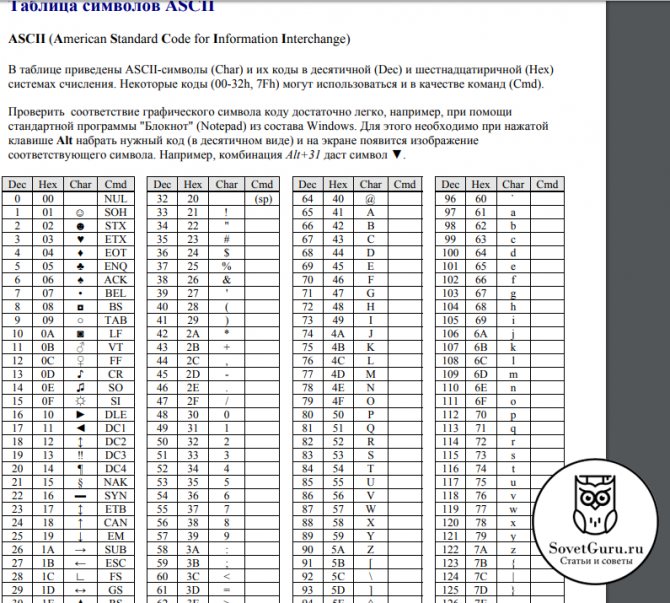 Таблица символов ASCII
ASCII (American Standard Code for Information Interchange)
В таблице приведены ASCII-символы (Char) и их коды в десятичной (Dec) и шестнадцатиричной (Hex)
системах счисления. Некоторые коды (00-32h, 7Fh) могут использоваться и в качестве команд (Cmd).
Проверить соответствие графического символа коду достаточно легко, например, при помощи
стандартной программы "Блокнот" (Notepad) из состава Windows. Для этого необходимо при нажатой
клавише Alt набрать нужный код (в десятичном виде) и на экране появится изображение
соответствующего символа. Например, комбинация Alt+31 даст символ ▼.
Dec Hex Char Cmd Dec Hex Char Cmd Dec Hex Char Cmd Dec Hex Char Cmd
0 00 NUL 32 20 (sp) 64 40 @ 96 60 `
1 01 ☺ SOH 33 21 ! 65 41 A 97 61 a
2 02 ☻ STX 34 22 " 66 42 B 98 62 b
3 03 ♥ ETX 35 23 # 67 43 C 99 63 c
4 04 ♦ EOT 36 24 $ 68 44 D 100 64 d
5 05 ♣ ENQ 37 25 % 69 45 E 101 65 e
6 06 ♠ ACK 38 26 & 70 46 F 102 66 f
7 07 • BEL 39 27 ' 71 47 G 103 67 g
8 08 ◘ BS 40 28 ( 72 48 H 104 68 h
9 09 ○ TAB 41 29 ) 73 49 I 105 69 i
10 0A ◙ LF 42 2A * 74 4A J 106 6A j
11 0B ♂ VT 43 2B + 75 4B K 107 6B k
12 0C ♀ FF 44 2C , 76 4C L 108 6C l
13 0D ♪ CR 45 2D - 77 4D M 109 6D m
14 0E ♫ SO 46 2E . 78 4E N 110 6E n
15 0F ☼ SI 47 2F / 79 4F O 111 6F o
16 10 ► DLE 48 30 0 80 50 P 112 70 p
17 11 ◄ DC1 49 31 1 81 51 Q 113 71 q
18 12 ↕ DC2 50 32 2 82 52 R 114 72 r
19 13 ‼ DC3 51 33 3 83 53 S 115 73 s
20 14 ¶ DC4 52 34 4 84 54 T 116 74 t
21 15 § NAK 53 35 5 85 55 U 117 75 u
22 16 ▬ SYN 54 36 6 86 56 V 118 76 v
23 17 ↨ ETB 55 37 7 87 57 W 119 77 w
24 18 ↑ CAN 56 38 8 88 58 X 120 78 x
25 19 ↓ EM 57 39 9 89 59 Y 121 79 y
26 1A → SUB 58 3A : 90 5A Z 122 7A z
27 1B ← ESC 59 3B ; 91 5B [ 123 7B {
28 1C ∟ FS 60 3C < 92 5C \ 124 7C |
29 1D ↔ GS 61 3D = 93 5D ] 125 7D }
SovetGuru.ru
Статьи и советы